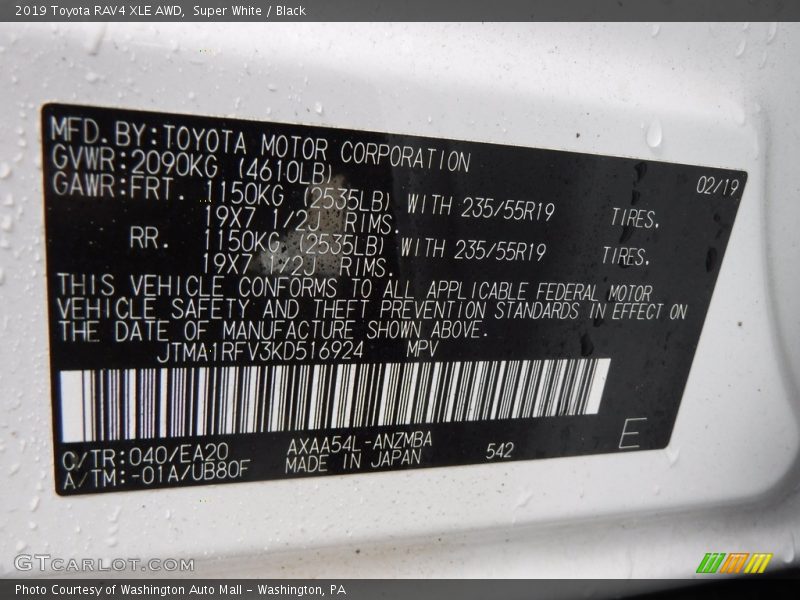 2019 Toyota RAV4 XLE AWD, Super White / Black
MFD. BY: TOYOTA MOTOR CORPORATION 02/19
GVWR: 2090KG (4610LB)
GAWR: FRT. 1150KG (2535LB) WITH 235/55R19 TIRES.
19X7 1/2J RIMS.
RR. 1150KG (2535LB) WITH 235/55R19 TIRES.
19X7 1/2J RIMS.
THIS VEHICLE CONFORMS TO ALL APPLICABLE FEDERAL MOTOR
VEHICLE SAFETY AND THEFT PREVENTION STANDARDS IN EFFECT ON
THE DATE OF MANUFACTURE SHOWN ABOVE.
JTMA1RFV3KD516924 MPV
C/TR: 040/EA20 AXAA54L-ANZMBA 542 E
A/TM: -01A/UB80F MADE IN JAPAN
GTCARLOT.COM
Photo Courtesy of Washington Auto Mall - Washington, PA